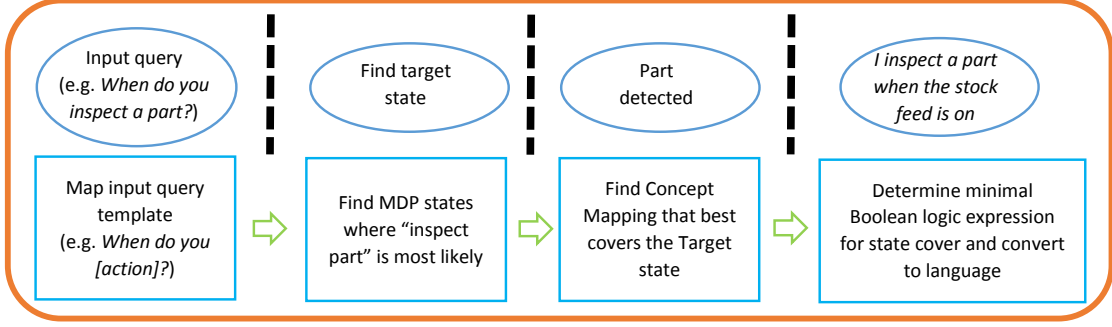 Input query
(e.g. When do you
inspect a part?)
Find target
state
Part
detected
I inspect a part
when the stock
feed is on
Map input query
template
(e.g. When do you
[action]?)
Find MDP states
where “inspect
part” is most likely
Find Concept
Mapping that best
covers the Target
state
Determine minimal
Boolean logic expression
for state cover and convert
to language